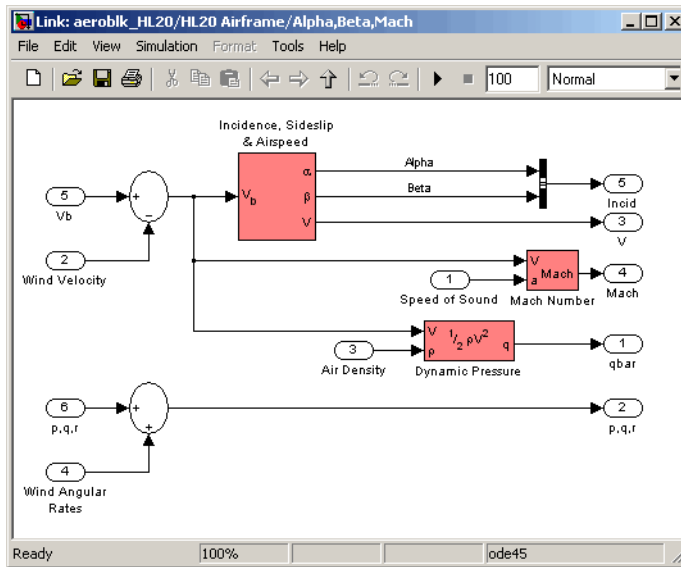 Link: aeroblk_HL20/HL20 Airframe/Alpha,Beta,Mach
File Edit View Simulation Format Tools Help
100 Normal
Incidence, Sideslip
& Airspeed
5
Vb
+
−
2
Wind Velocity
Vb
α
β
V
Alpha
Beta
5
Incid
3
V
1
Speed of Sound
V
a
Mach
Mach Number
4
Mach
3
Air Density
V
ρ
1/2 ρV²
q
Dynamic Pressure
1
qbar
6
p,q,r
+
+
2
p,q,r
4
Wind Angular
Rates
Ready 100% ode45